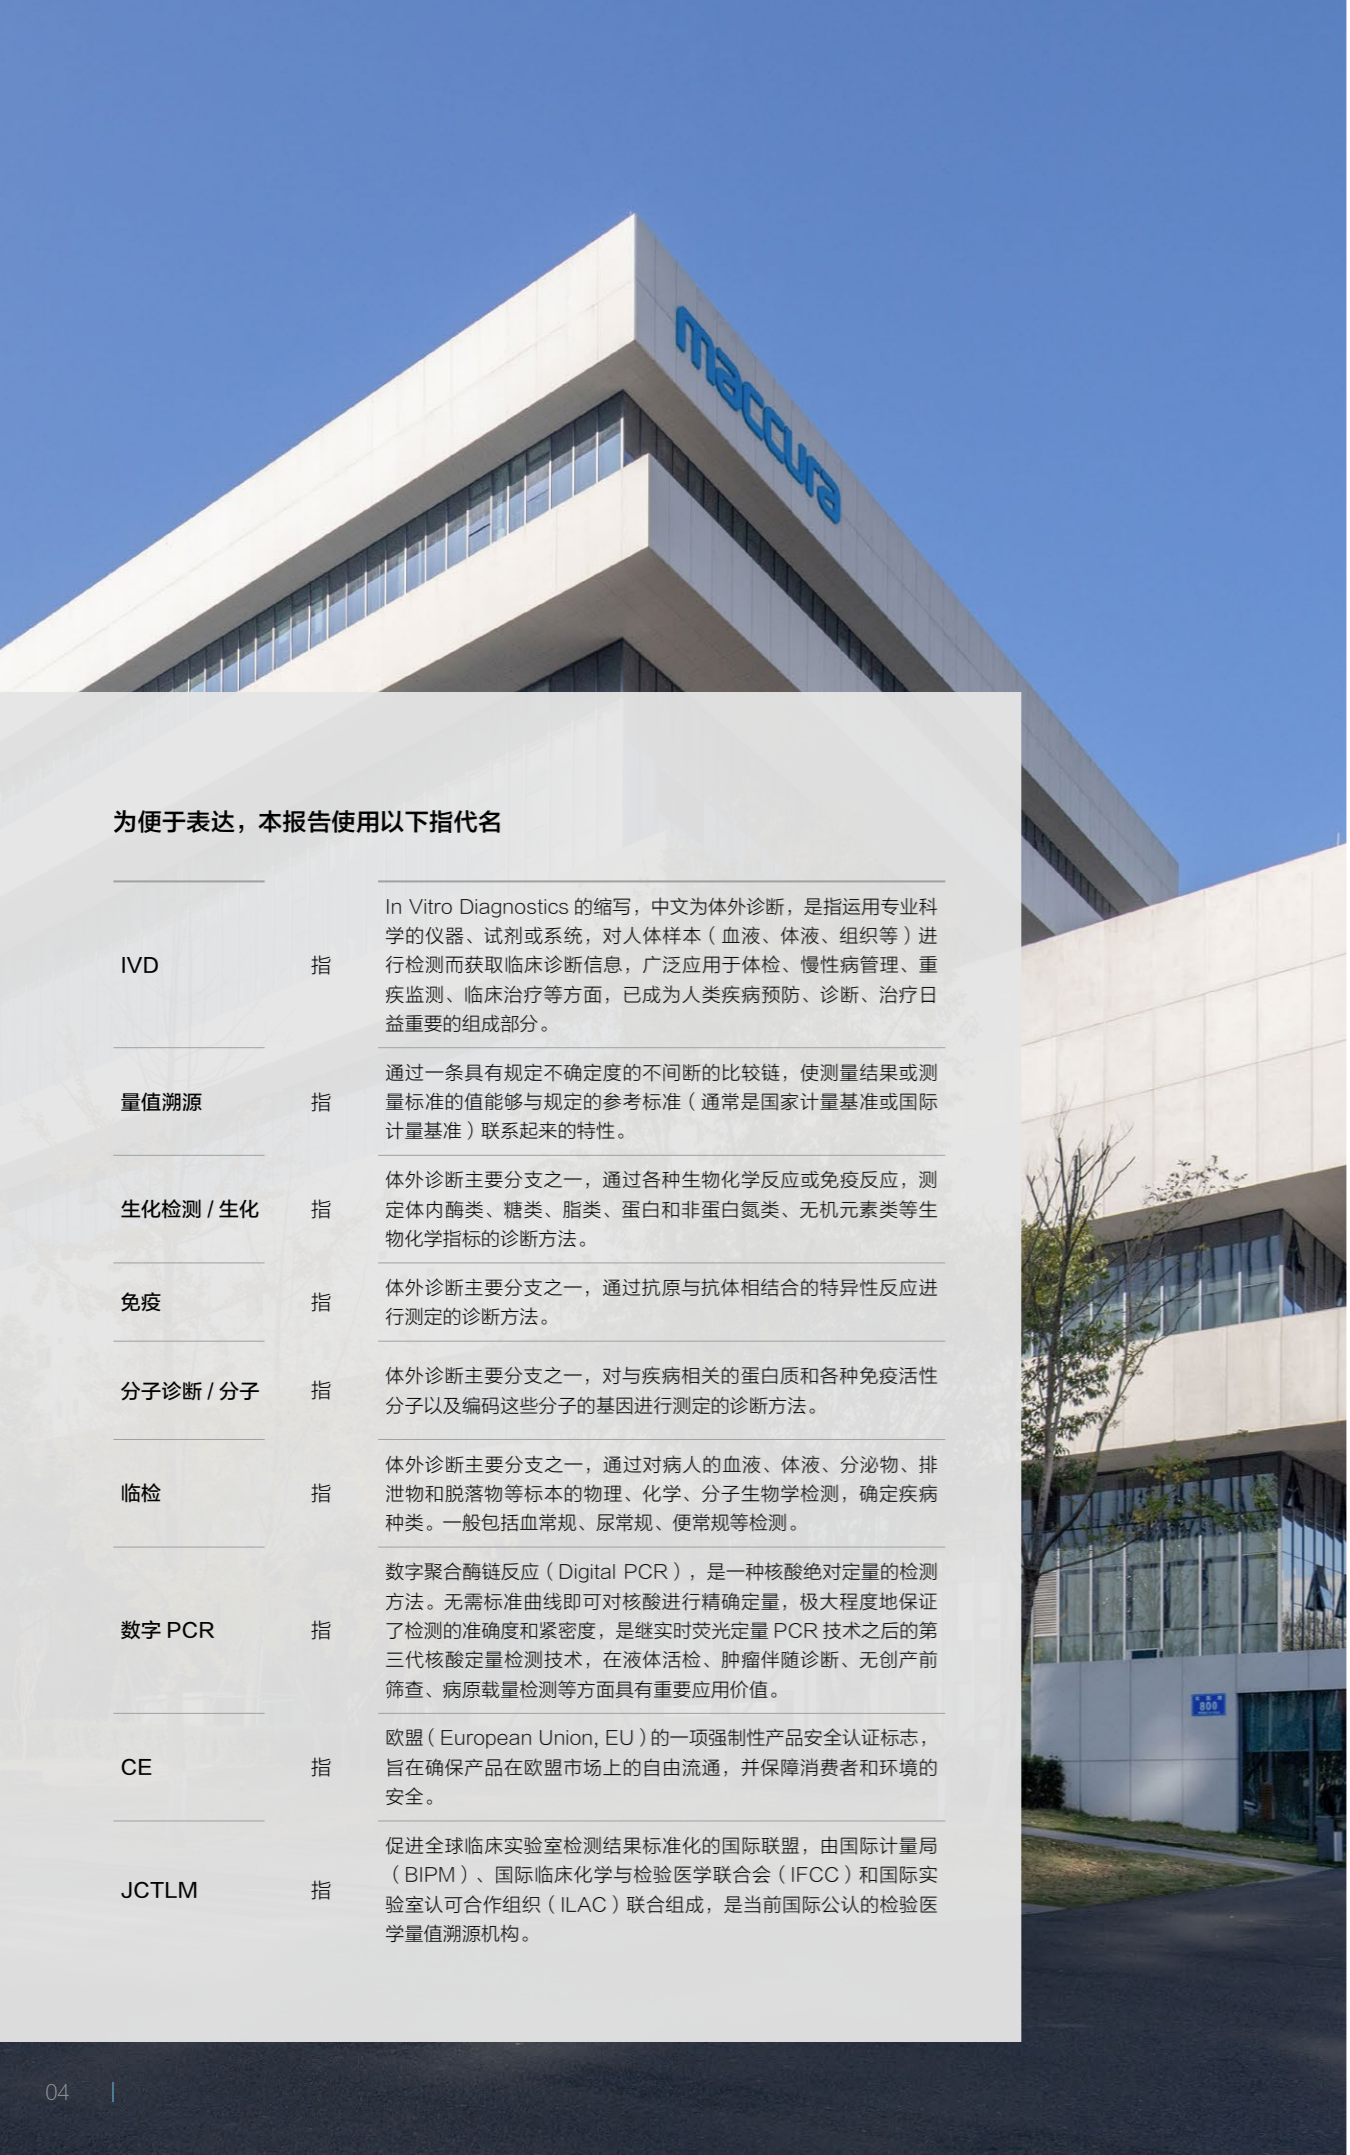 maccura
为便于表达，本报告使用以下指代名
IVD
指
In Vitro Diagnostics 的缩写，中文为体外诊断，是指运用专业科
学的仪器、试剂或系统，对人体样本（血液、体液、组织等）进
行检测而获取临床诊断信息，广泛应用于体检、慢性病管理、重
疾监测、临床治疗等方面，已成为人类疾病预防、诊断、治疗日
益重要的组成部分。
量值溯源
指
通过一条具有规定不确定度的不间断的比较链，使测量结果或测
量标准的值能够与规定的参考标准（通常是国家计量基准或国际
计量基准）联系起来的特性。
生化检测 / 生化
指
体外诊断主要分支之一，通过各种生物化学反应或免疫反应，测
定体内酶类、糖类、脂类、蛋白和非蛋白氮类、无机元素类等生
物化学指标的诊断方法。
免疫
指
体外诊断主要分支之一，通过抗原与抗体相结合的特异性反应进
行测定的诊断方法。
分子诊断 / 分子
指
体外诊断主要分支之一，对与疾病相关的蛋白质和各种免疫活性
分子以及编码这些分子的基因进行测定的诊断方法。
临检
指
体外诊断主要分支之一，通过对病人的血液、体液、分泌物、排
泄物和脱落物等标本的物理、化学、分子生物学检测，确定疾病
种类。一般包括血常规、尿常规、便常规等检测。
数字 PCR
指
数字聚合酶链反应（Digital PCR），是一种核酸绝对定量的检测
方法。无需标准曲线即可对核酸进行精确定量，极大程度地保证
了检测的准确度和紧密度，是继实时荧光定量 PCR 技术之后的第
三代核酸定量检测技术，在液体活检、肿瘤伴随诊断、无创产前
筛查、病原载量检测等方面具有重要应用价值。
CE
指
欧盟（European Union, EU）的一项强制性产品安全认证标志，
旨在确保产品在欧盟市场上的自由流通，并保障消费者和环境的
安全。
JCTLM
指
促进全球临床实验室检测结果标准化的国际联盟，由国际计量局
（BIPM）、国际临床化学与检验医学联合会（IFCC）和国际实
验室认可合作组织（ILAC）联合组成，是当前国际公认的检验医
学量值溯源机构。
800
04